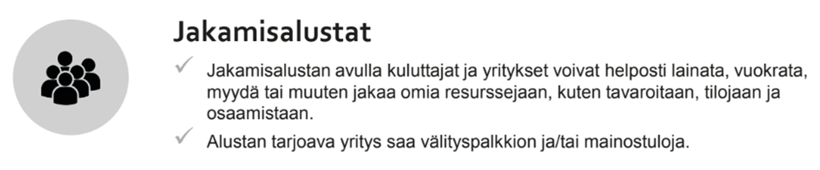 Jakamisalustat
Jakamisalustan avulla kuluttajat ja yritykset voivat helposti lainata, vuokrata,
myydä tai muuten jakaa omia resurssejaan, kuten tavaroitaan, tilojaan ja
osaamistaan.
Alustan tarjoava yritys saa välityspalkkion ja/tai mainostuloja.